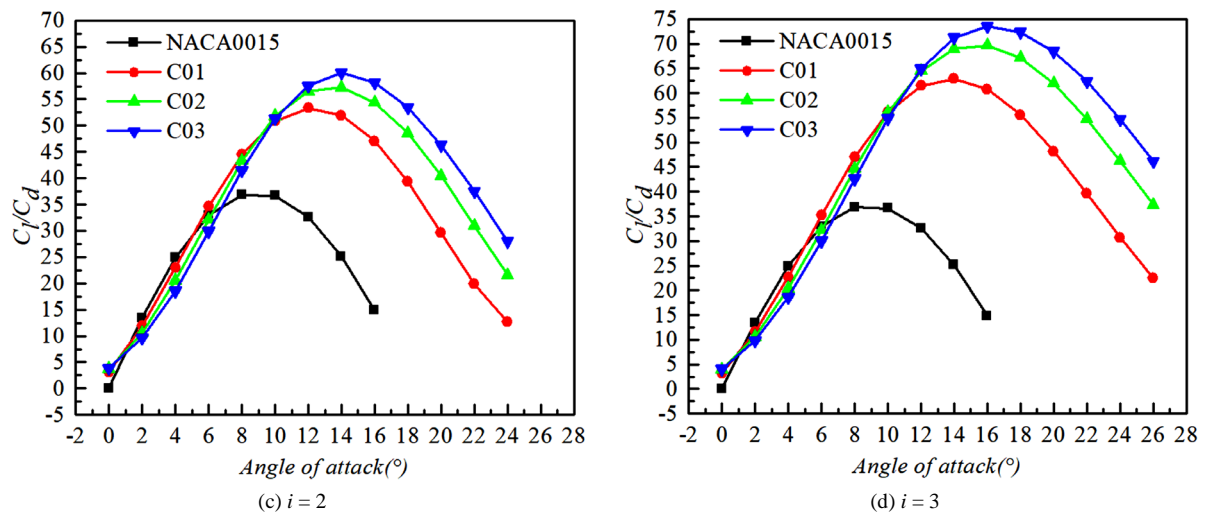 70
65
60
55
50
45
40
35
30
25
20
15
10
5
0
-5
C_l/C_d
NACA0015
C01
C02
C03
-2 0 2 4 6 8 10 12 14 16 18 20 22 24 26 28
Angle of attack(°)
(c) i = 2
75
70
65
60
55
50
45
40
35
30
25
20
15
10
5
0
-5
C_l/C_d
NACA0015
C01
C02
C03
-2 0 2 4 6 8 10 12 14 16 18 20 22 24 26 28
Angle of attack(°)
(d) i = 3